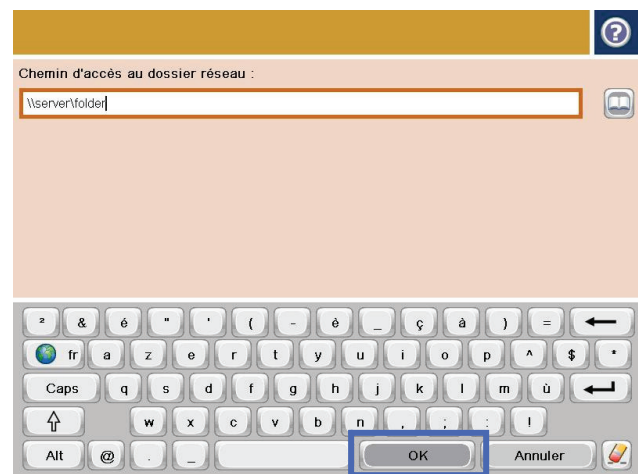 ?
Chemin d'accès au dossier réseau :
\\server\folder
² & é " ' ( - è _ ç à ) =
fr a z e r t y u i o p ^ $ *
Caps q s d f g h j k l m ù
w x c v b n , ; : !
Alt @ . _ OK Annuler